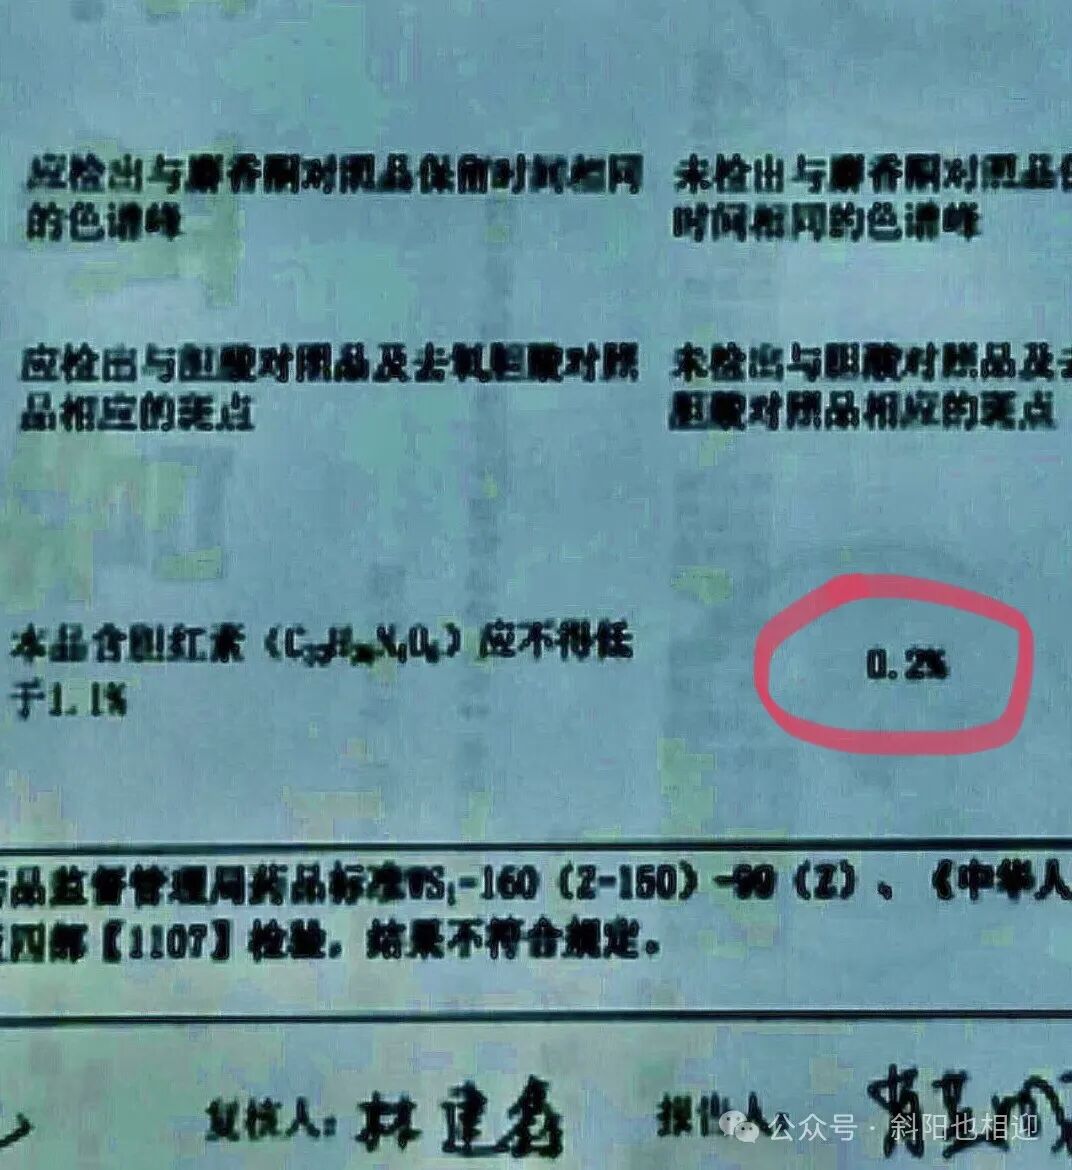 应检出与麝香酮对照品保留时间相同
的色谱峰
未检出与麝香酮对照品保
时间相同的色谱峰
应检出与胆酸对照品及去氧胆酸对照
品相应的斑点
未检出与胆酸对照品及去
胆酸对照品相应的斑点
本品含胆红素（C₃₃H₃₆N₄O₆）应不得低
于1.1%
0.2%
药品监督管理局药品标准WS₁-160（Z-150）-90（Z）、《中华人
四部【1107】检验，结果不符合规定。
复核人：林建鑫
报告人：
公众号·斜阳也相迎